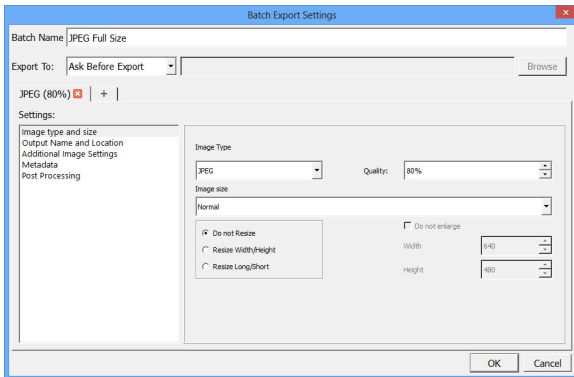 Batch Export Settings
Batch Name JPEG Full Size
Export To: Ask Before Export Browse
JPEG (80%) +
Settings:
Image type and size
Output Name and Location
Additional Image Settings
Metadata
Post Processing
Image Type
JPEG Quality: 80%
Image size
Normal
Do not Resize
Resize Width/Height
Resize Long/Short
Do not enlarge
Width 640
Height 480
OK Cancel